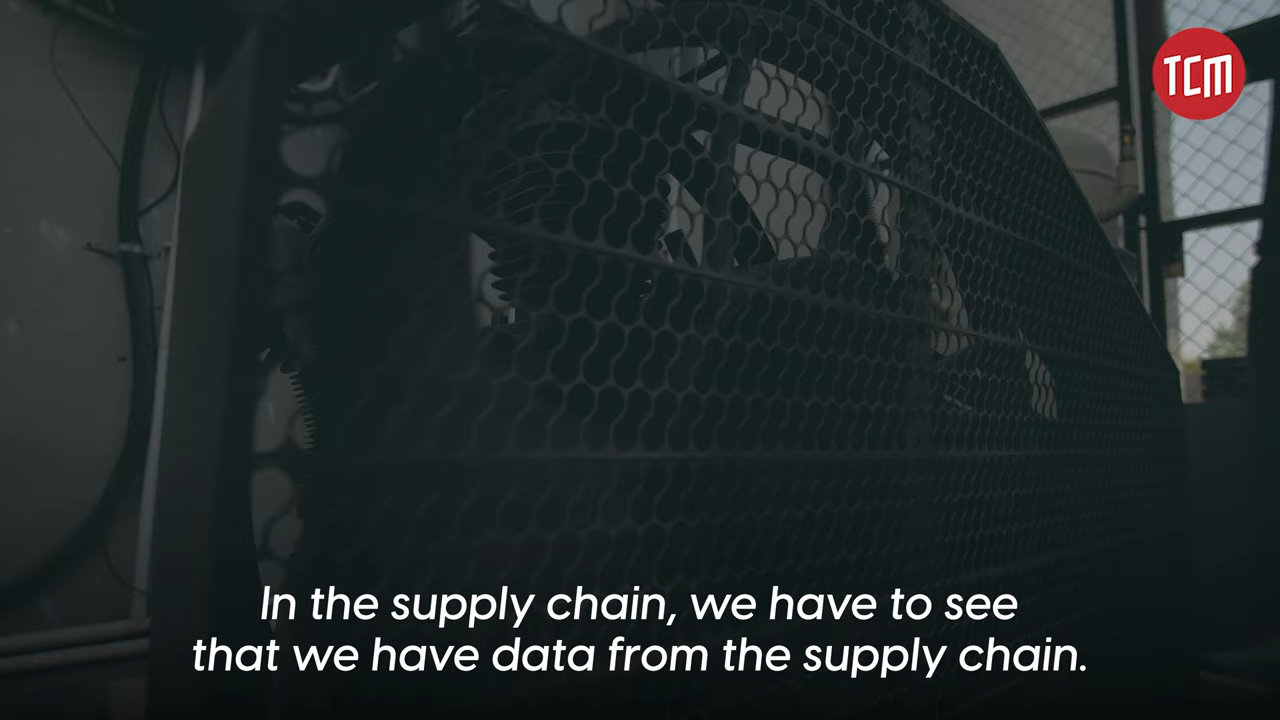 TCM
In the supply chain, we have to see
that we have data from the supply chain.